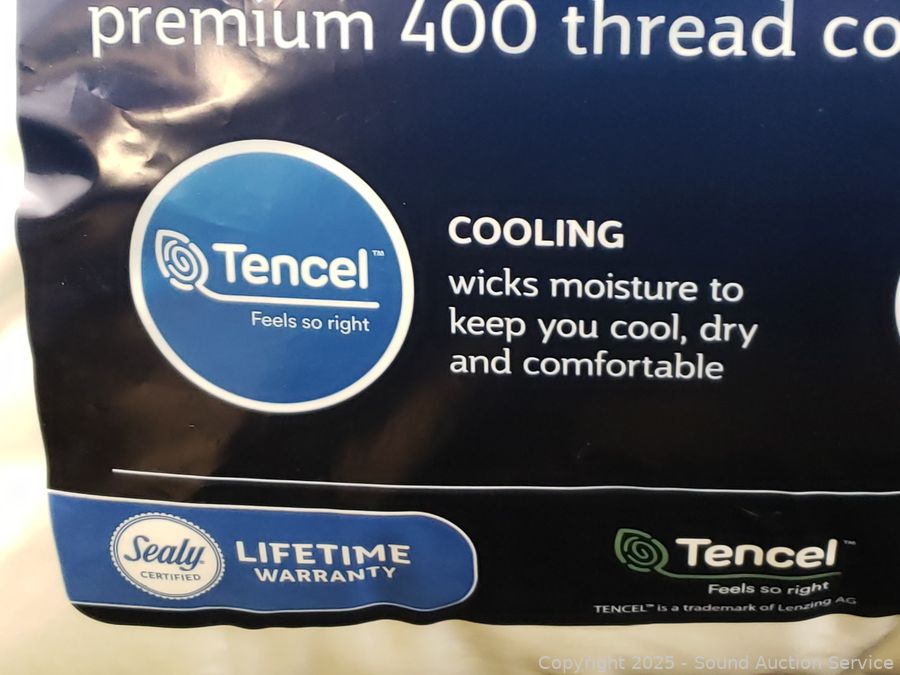 premium 400 thread co
Tencel™
Feels so right
COOLING
wicks moisture to
keep you cool, dry
and comfortable
Sealy
CERTIFIED
LIFETIME
WARRANTY
Tencel™
Feels so right
TENCEL™ is a trademark of Lenzing AG
Copyright 2025 - Sound Auction Service